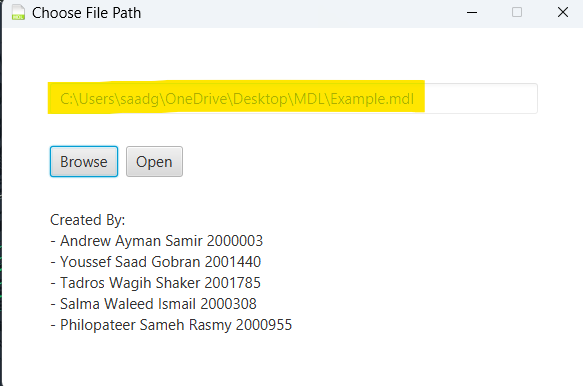 Choose File Path
C:\Users\saadg\OneDrive\Desktop\MDL\Example.mdl
Browse Open
Created By:
- Andrew Ayman Samir 2000003
- Youssef Saad Gobran 2001440
- Tadros Wagih Shaker 2001785
- Salma Waleed Ismail 2000308
- Philopateer Sameh Rasmy 2000955